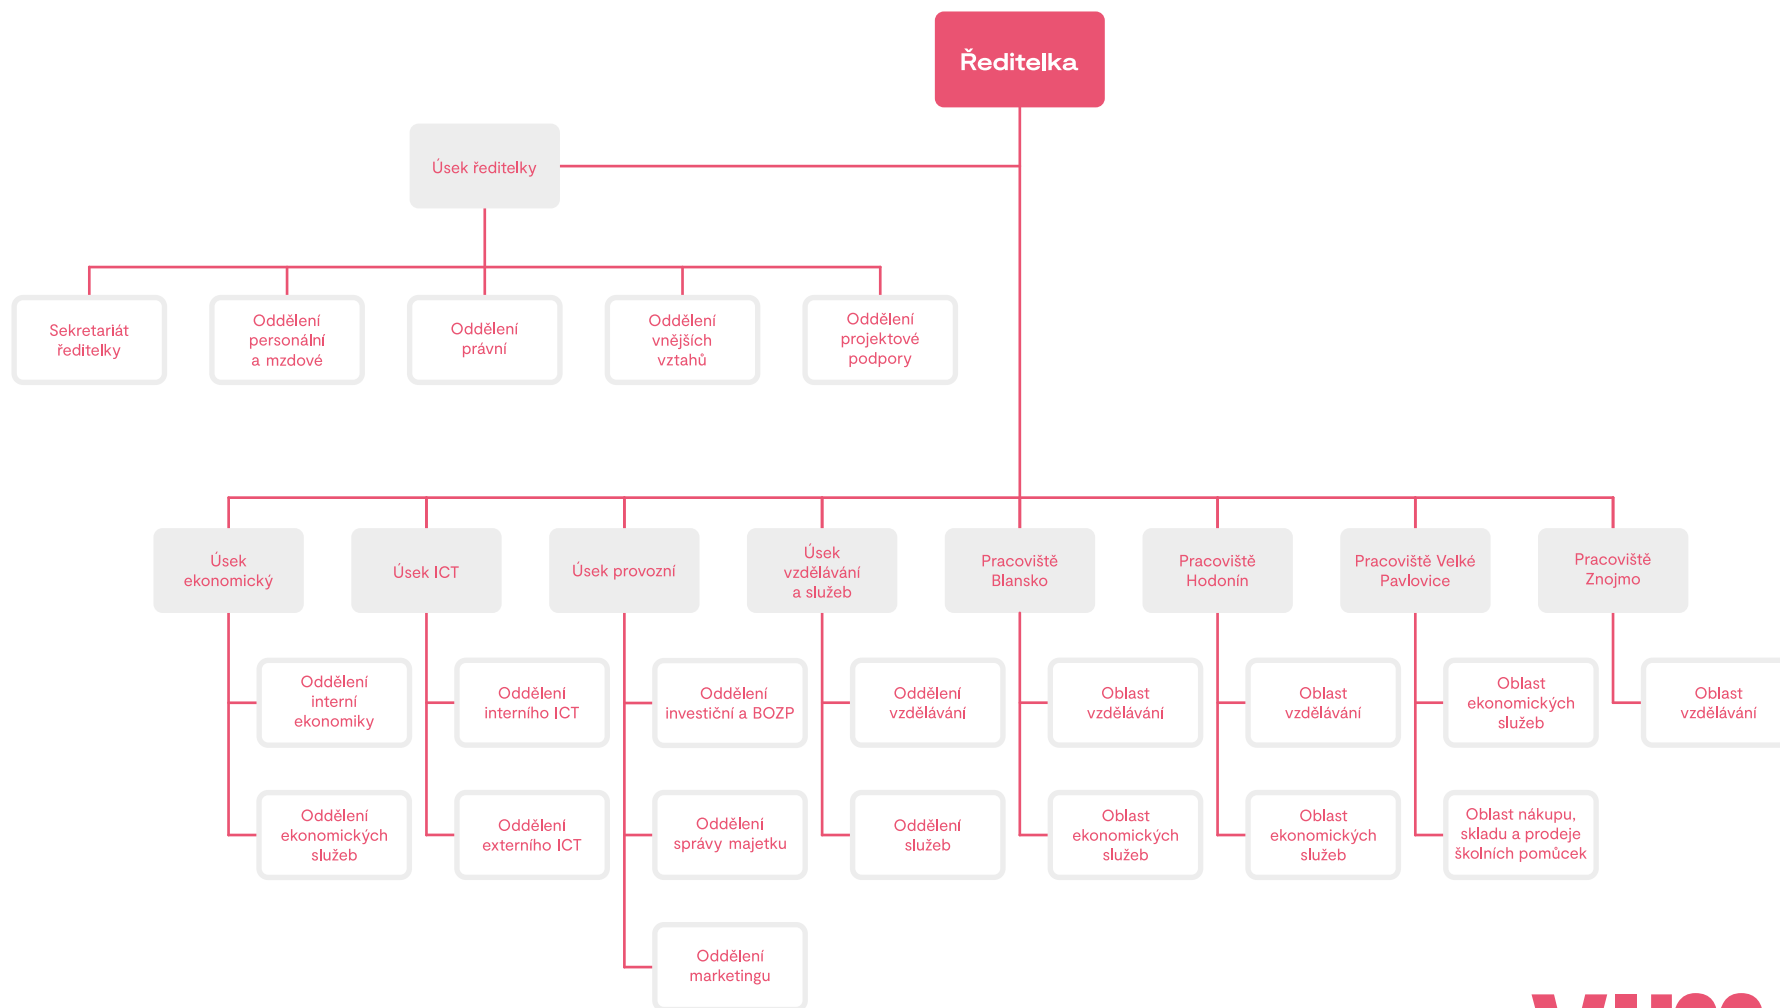 Ředitelka
Úsek ředitelky
Sekretariát
ředitelky
Oddělení
personální
a mzdové
Oddělení
právní
Oddělení
vnějších
vztahů
Oddělení
projektové
podpory
Úsek
ekonomický
Úsek ICT
Úsek provozní
Úsek
vzdělávání
a služeb
Pracoviště
Blansko
Pracoviště
Hodonín
Pracoviště Velké
Pavlovice
Pracoviště
Znojmo
Oddělení
interní
ekonomiky
Oddělení
interního ICT
Oddělení
investiční a BOZP
Oddělení
vzdělávání
Oblast
vzdělávání
Oblast
vzdělávání
Oblast
ekonomických
služeb
Oblast
vzdělávání
Oddělení
ekonomických
služeb
Oddělení
externího ICT
Oddělení
správy majetku
Oddělení
služeb
Oblast
ekonomických
služeb
Oblast
ekonomických
služeb
Oblast nákupu,
skladu a prodeje
školních pomůcek
Oddělení
marketingu